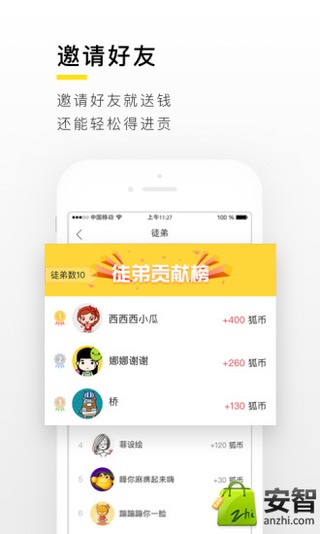 邀请好友
邀请好友就送钱
还能轻松得进贡
中国移动 上午11:27 100%
徒弟
徒弟数10
徒弟贡献榜
1 西西西小瓜 +400 狐币
2 娜娜谢谢 +260 狐币
3 桥 +130 狐币
4 菲设绘 +120 狐币
5 蹲你麻痹起来嗨
6 蹦蹦蹦你一脸
安智
anzhi.com
zhi